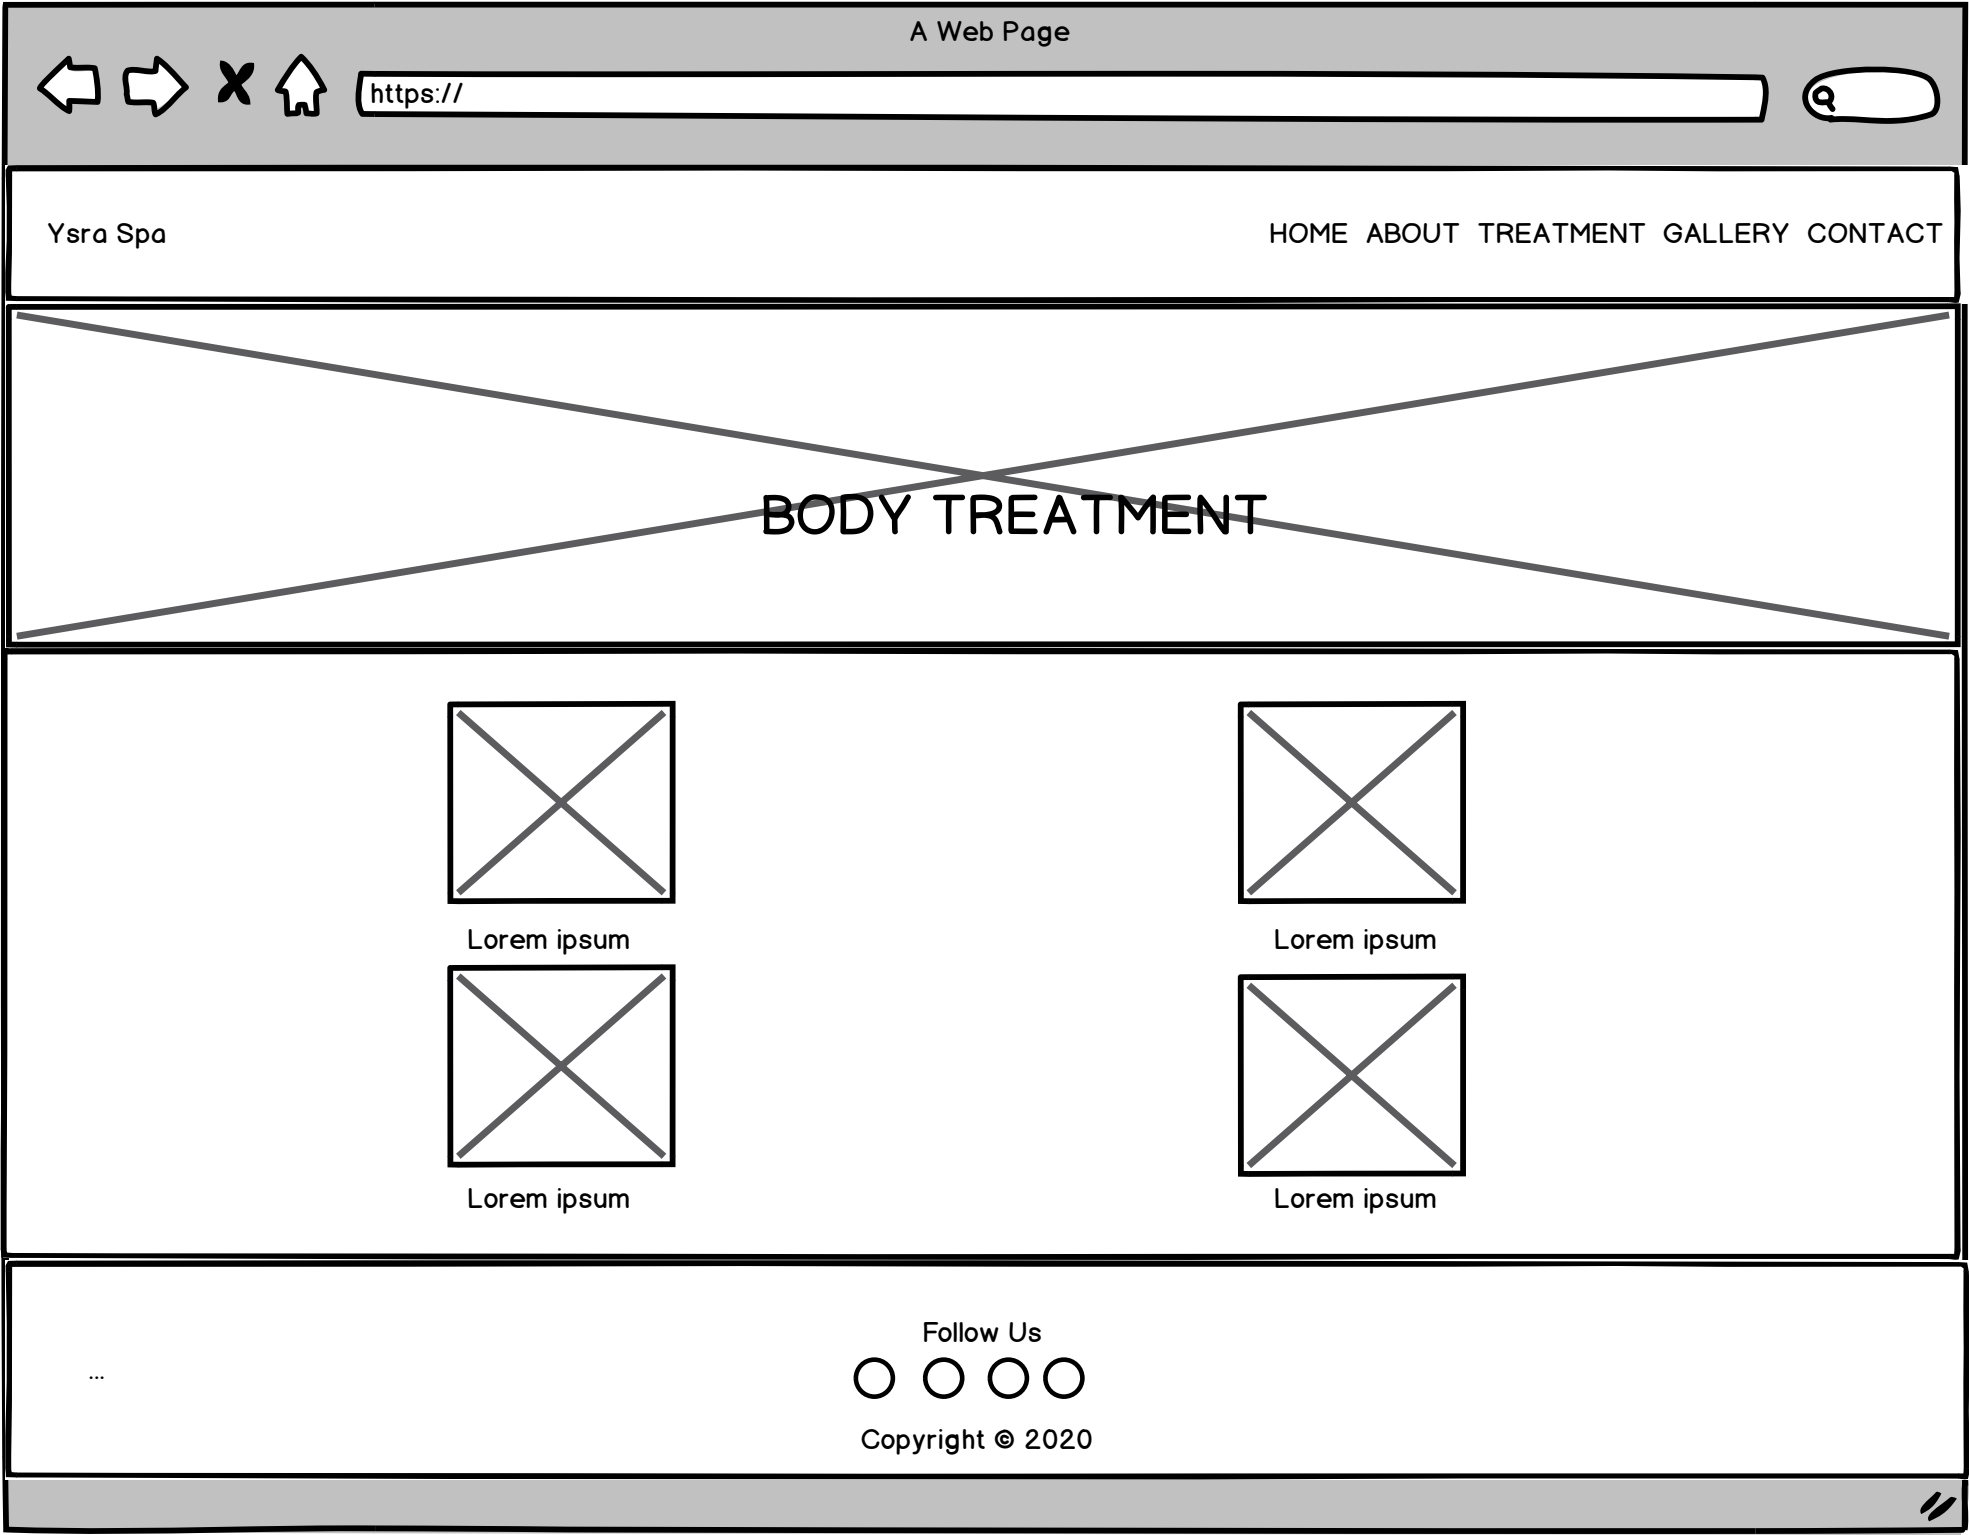 A Web Page
https://
Ysra Spa
HOME ABOUT TREATMENT GALLERY CONTACT
BODY TREATMENT
Lorem ipsum
Lorem ipsum
Lorem ipsum
Lorem ipsum
Follow Us
...
Copyright © 2020